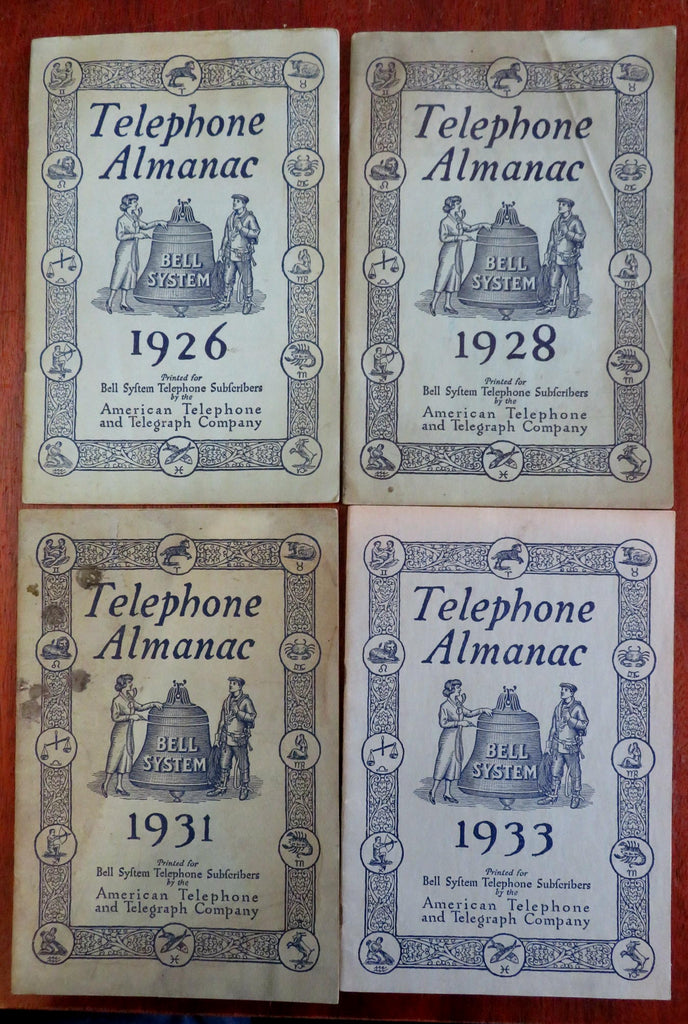 Telephone
Almanac
BELL
SYSTEM
1926
Printed for
Bell Syſtem Telephone Subſcribers
by the
American Telephone
and Telegraph Company
Telephone
Almanac
BELL
SYSTEM
1928
Printed for
Bell Syſtem Telephone Subſcribers
by the
American Telephone
and Telegraph Company
Telephone
Almanac
BELL
SYSTEM
1931
Printed for
Bell Syſtem Telephone Subſcribers
by the
American Telephone
and Telegraph Company
Telephone
Almanac
BELL
SYSTEM
1933
Printed for
Bell Syſtem Telephone Subſcribers
by the
American Telephone
and Telegraph Company